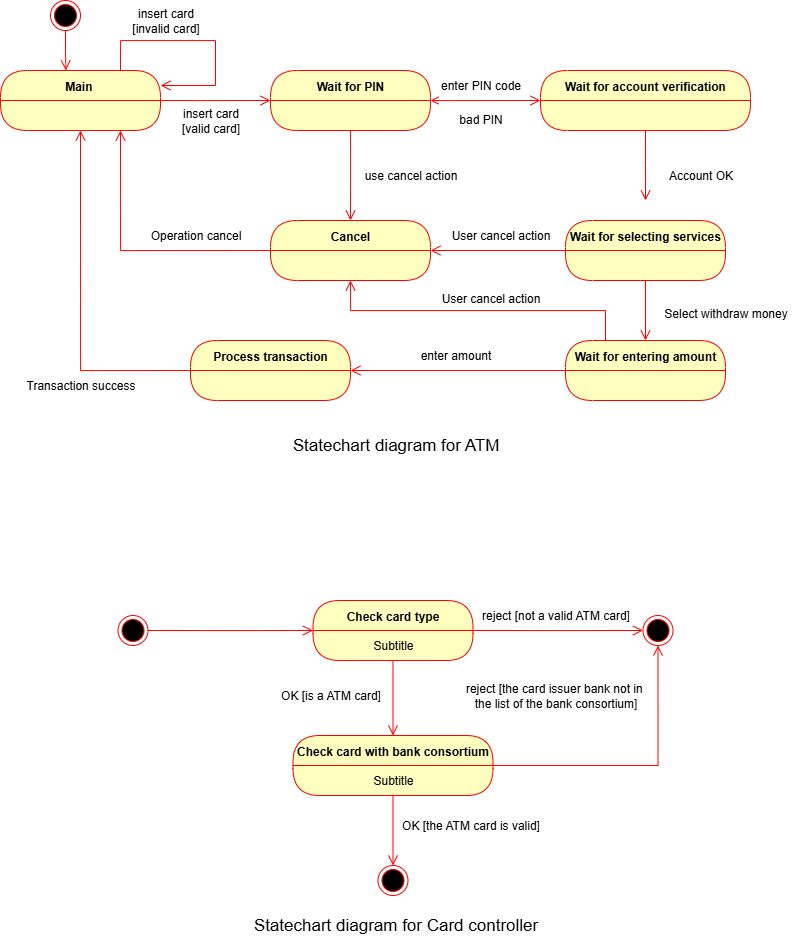 insert card
[invalid card]
Main
Wait for PIN
enter PIN code
Wait for account verification
insert card
[valid card]
bad PIN
use cancel action
Account OK
Operation cancel
Cancel
User cancel action
Wait for selecting services
User cancel action
Select withdraw money
Process transaction
enter amount
Wait for entering amount
Transaction success
Statechart diagram for ATM
Check card type
reject [not a valid ATM card]
Subtitle
OK [is a ATM card]
reject [the card issuer bank not in
the list of the bank consortium]
Check card with bank consortium
Subtitle
OK [the ATM card is valid]
Statechart diagram for Card controller